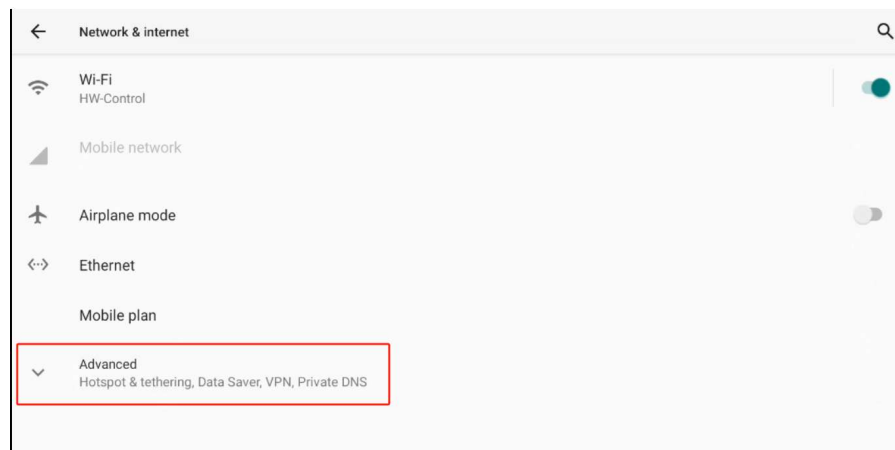 Network & internet
Wi-Fi
HW-Control
Mobile network
Airplane mode
Ethernet
Mobile plan
Advanced
Hotspot & tethering, Data Saver, VPN, Private DNS